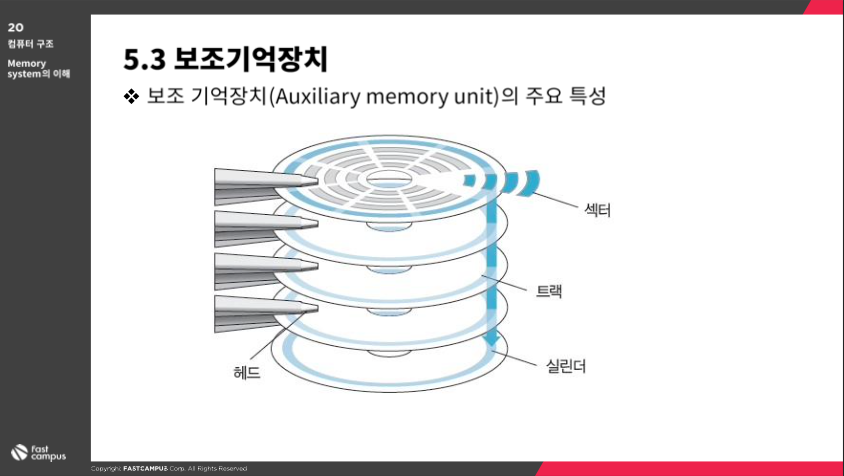 20
컴퓨터 구조
Memory
system의 이해
5.3 보조기억장치
❖ 보조 기억장치(Auxiliary memory unit)의 주요 특성
섹터
트랙
헤드
실린더
fast
campus
Copyright FASTCAMPUS Corp. All Rights Reserved